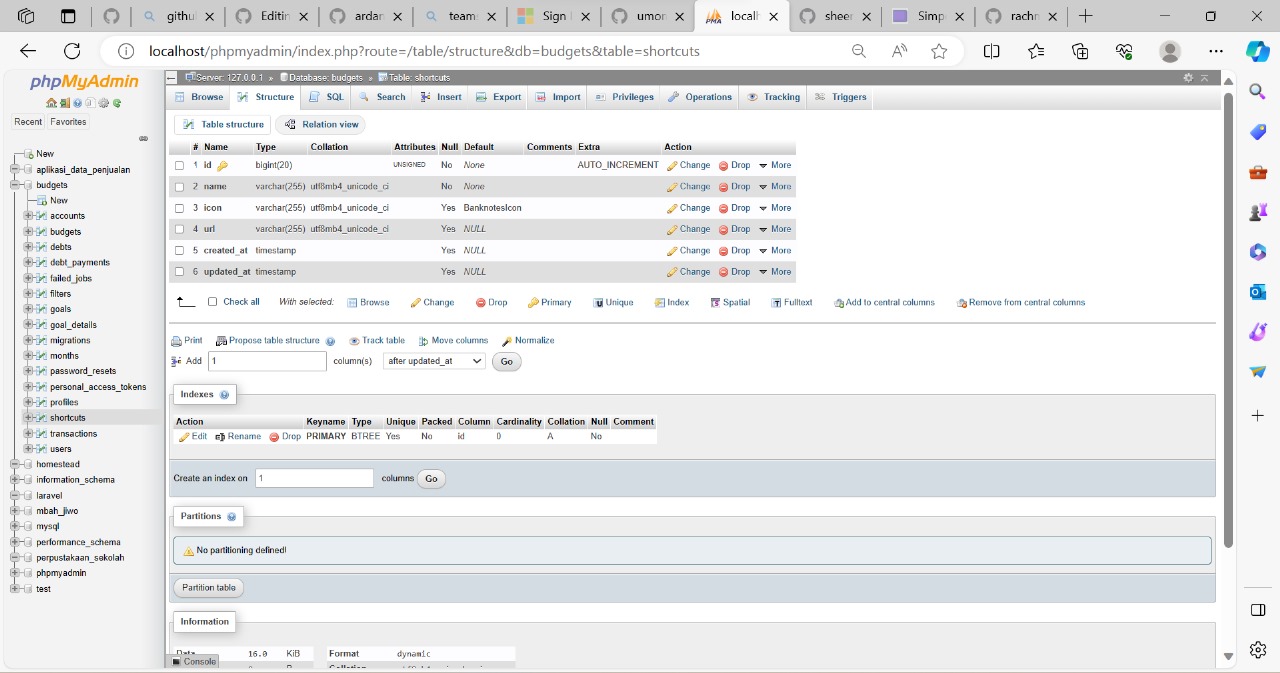 githu
Editin
ardan
team
Sign
umor
localh
sheer
Simp
rachn
localhost/phpmyadmin/index.php?route=/table/structure&db=budgets&table=shortcuts
phpMyAdmin
Recent Favorites
New
aplikasi_data_penjualan
budgets
New
accounts
budgets
debts
debt_payments
failed_jobs
filters
goals
goal_details
migrations
months
password_resets
personal_access_tokens
profiles
shortcuts
transactions
users
homestead
information_schema
laravel
mbah_jiwo
mysql
performance_schema
perpustakaan_sekolah
phpmyadmin
test
Server: 127.0.0.1 » Database: budgets » Table: shortcuts
Browse Structure SQL Search Insert Export Import Privileges Operations Tracking Triggers
Table structure Relation view
# Name Type Collation Attributes Null Default Comments Extra Action
1 id bigint(20) UNSIGNED No None AUTO_INCREMENT Change Drop More
2 name varchar(255) utf8mb4_unicode_ci No None Change Drop More
3 icon varchar(255) utf8mb4_unicode_ci Yes BanknotesIcon Change Drop More
4 url varchar(255) utf8mb4_unicode_ci Yes NULL Change Drop More
5 created_at timestamp Yes NULL Change Drop More
6 updated_at timestamp Yes NULL Change Drop More
Check all With selected: Browse Change Drop Primary Unique Index Spatial Fulltext Add to central columns Remove from central columns
Print Propose table structure Track table Move columns Normalize
Add 1 column(s) after updated_at Go
Indexes
Action Keyname Type Unique Packed Column Cardinality Collation Null Comment
Edit Rename Drop PRIMARY BTREE Yes No id 0 A No
Create an index on 1 columns Go
Partitions
No partitioning defined!
Partition table
Information
Data 16.0 KiB Format dynamic
Console